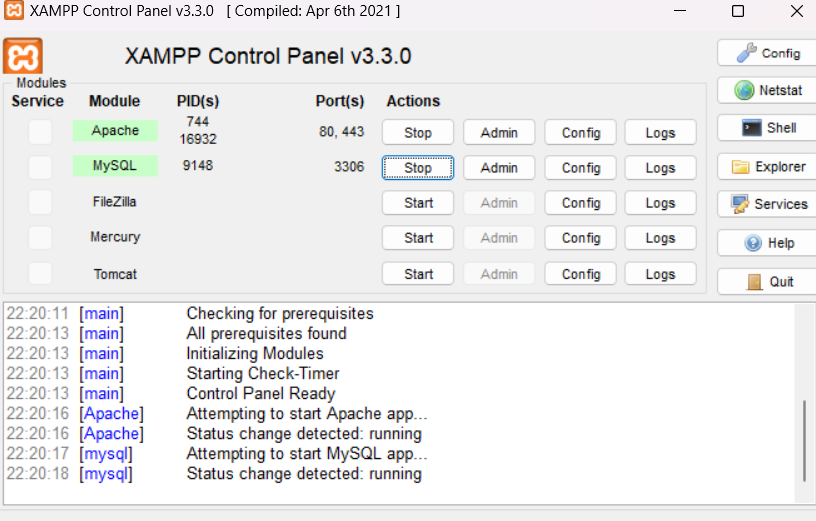 XAMPP Control Panel v3.3.0 [ Compiled: Apr 6th 2021 ]
XAMPP Control Panel v3.3.0
Config
Modules
Service Module PID(s) Port(s) Actions
Netstat
Apache 744 16932 80, 443 Stop Admin Config Logs
Shell
MySQL 9148 3306 Stop Admin Config Logs
Explorer
FileZilla Start Admin Config Logs
Services
Mercury Start Admin Config Logs
Help
Tomcat Start Admin Config Logs
Quit
22:20:11 [main] Checking for prerequisites
22:20:13 [main] All prerequisites found
22:20:13 [main] Initializing Modules
22:20:13 [main] Starting Check-Timer
22:20:13 [main] Control Panel Ready
22:20:16 [Apache] Attempting to start Apache app...
22:20:16 [Apache] Status change detected: running
22:20:17 [mysql] Attempting to start MySQL app...
22:20:18 [mysql] Status change detected: running